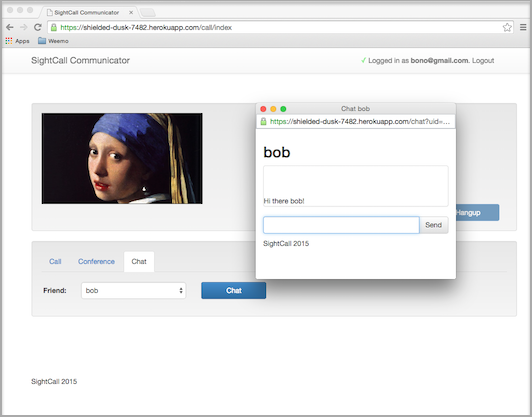 SightCall Communicator
https://shielded-dusk-7482.herokuapp.com/call/index
Apps
Weemo
SightCall Communicator
✓ Logged in as bono@gmail.com. Logout
Chat bob
https://shielded-dusk-7482.herokuapp.com/chat?uid=...
bob
Hi there bob!
Send
SightCall 2015
Hangup
Call
Conference
Chat
Friend:
bob
Chat
SightCall 2015